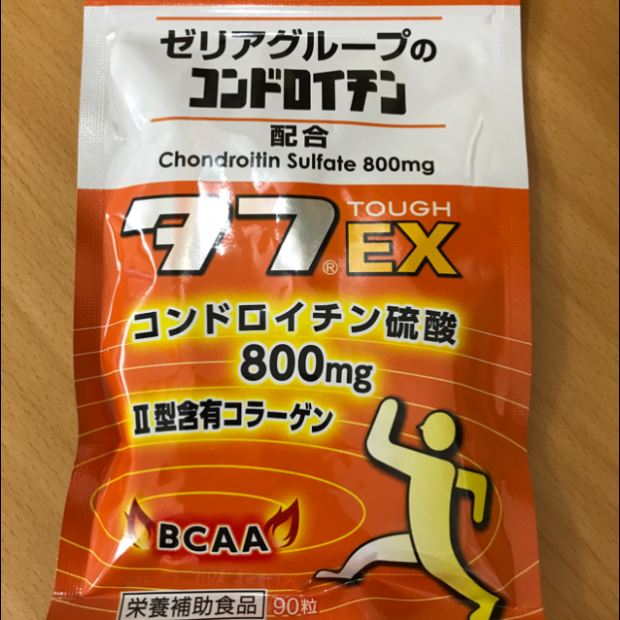 ゼリアグループの
コンドロイチン
配合
Chondroitin Sulfate 800mg
タフ® TOUGH EX
コンドロイチン硫酸
800mg
Ⅱ型含有コラーゲン
BCAA
栄養補助食品 90粒